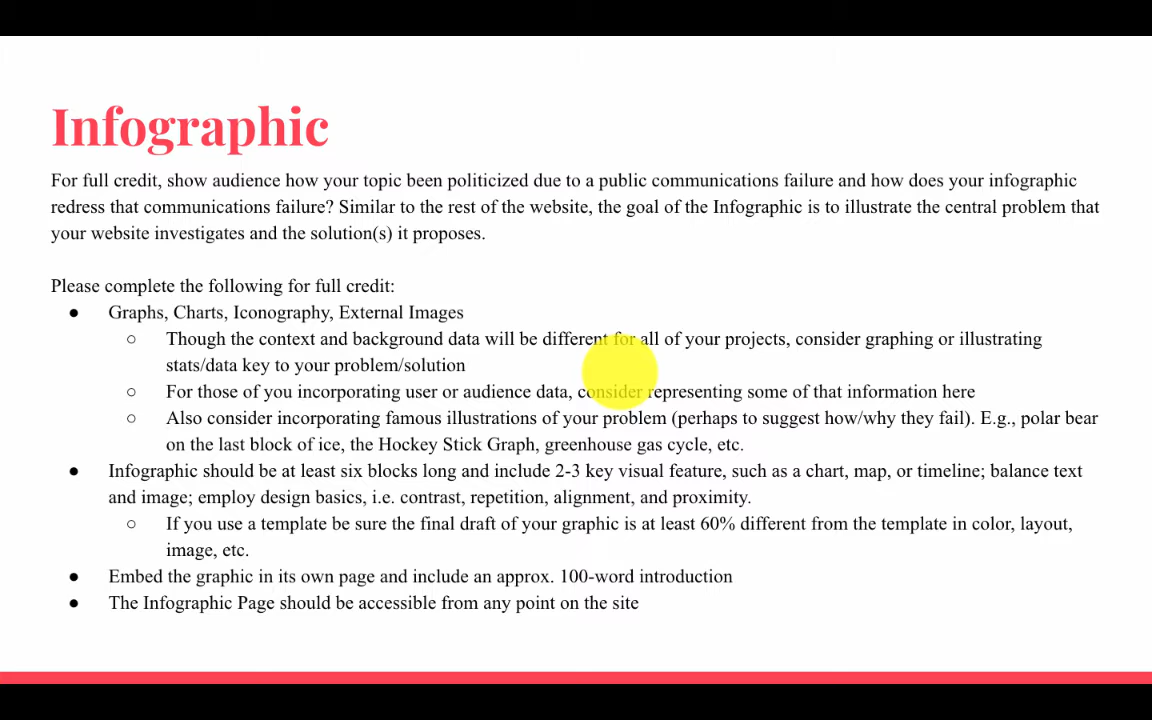 Infographic
For full credit, show audience how your topic been politicized due to a public communications failure and how does your infographic
redress that communications failure? Similar to the rest of the website, the goal of the Infographic is to illustrate the central problem that
your website investigates and the solution(s) it proposes.
Please complete the following for full credit:
● Graphs, Charts, Iconography, External Images
○ Though the context and background data will be different for all of your projects, consider graphing or illustrating
stats/data key to your problem/solution
○ For those of you incorporating user or audience data, consider representing some of that information here
○ Also consider incorporating famous illustrations of your problem (perhaps to suggest how/why they fail). E.g., polar bear
on the last block of ice, the Hockey Stick Graph, greenhouse gas cycle, etc.
● Infographic should be at least six blocks long and include 2-3 key visual feature, such as a chart, map, or timeline; balance text
and image; employ design basics, i.e. contrast, repetition, alignment, and proximity.
○ If you use a template be sure the final draft of your graphic is at least 60% different from the template in color, layout,
image, etc.
● Embed the graphic in its own page and include an approx. 100-word introduction
● The Infographic Page should be accessible from any point on the site